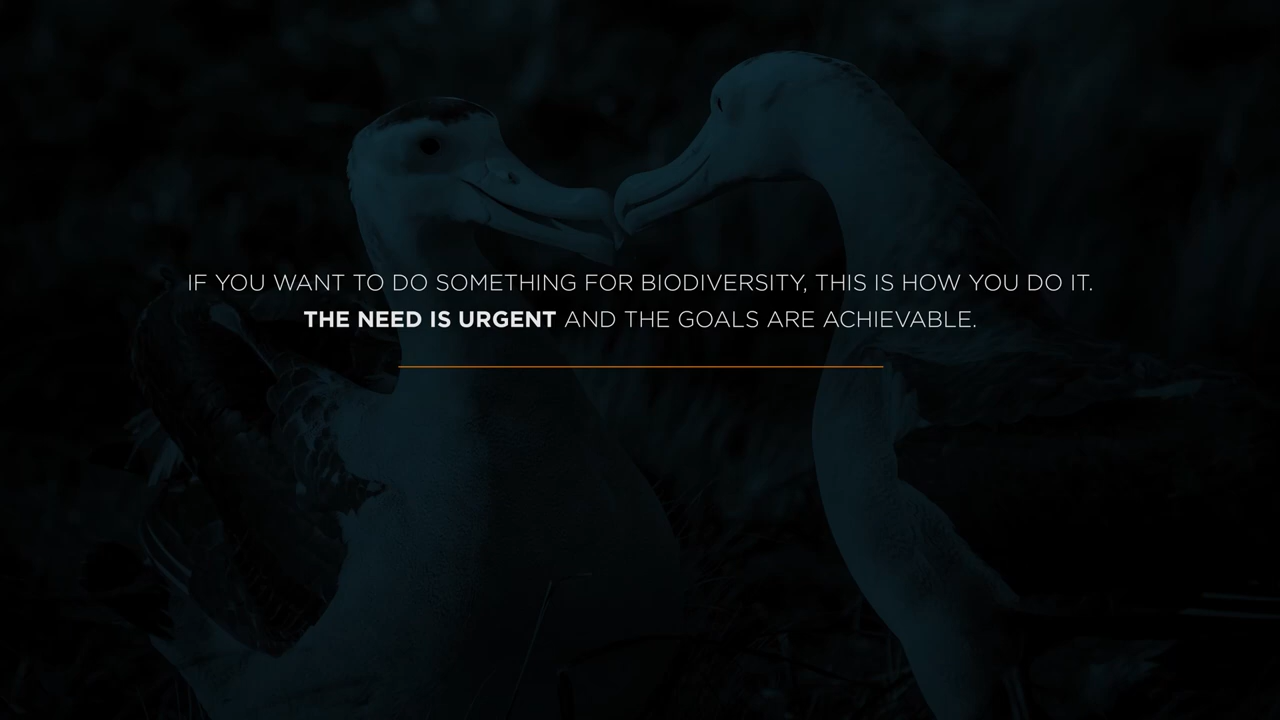 IF YOU WANT TO DO SOMETHING FOR BIODIVERSITY, THIS IS HOW YOU DO IT.
THE NEED IS URGENT AND THE GOALS ARE ACHIEVABLE.